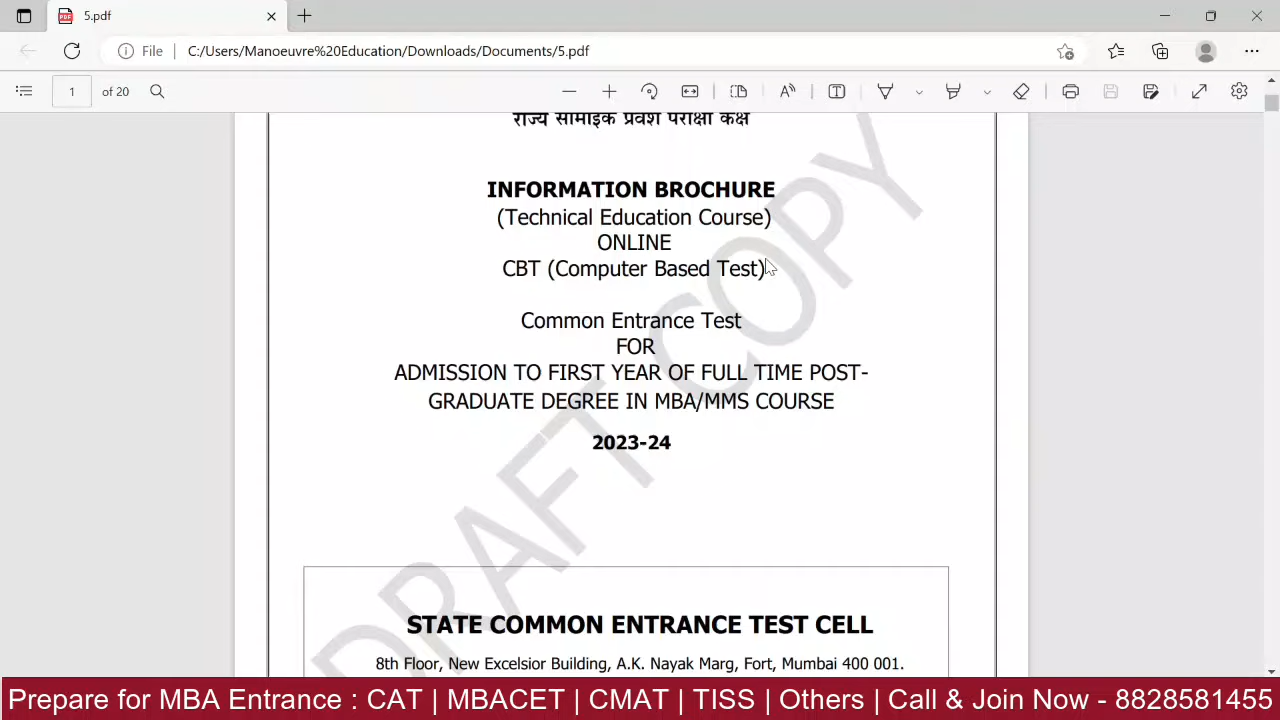 5.pdf
File
C:/Users/Manoeuvre%20Education/Downloads/Documents/5.pdf
1 of 20
राज्य सामाइक प्रवेश परीक्षा कक्ष
INFORMATION BROCHURE
(Technical Education Course)
ONLINE
CBT (Computer Based Test)
Common Entrance Test
FOR
ADMISSION TO FIRST YEAR OF FULL TIME POST-
GRADUATE DEGREE IN MBA/MMS COURSE
2023-24
DRAFT COPY
STATE COMMON ENTRANCE TEST CELL
8th Floor, New Excelsior Building, A.K. Nayak Marg, Fort, Mumbai 400 001.
Prepare for MBA Entrance : CAT | MBACET | CMAT | TISS | Others | Call & Join Now - 8828581455